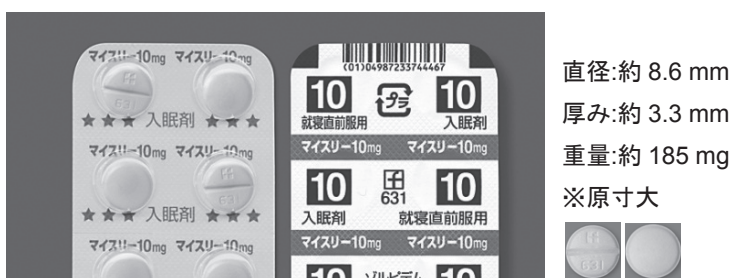 マイスリー10mg マイスリー10mg
631
★★★ 入眠剤 ★★★
マイスリー10mg マイスリー10mg
631
★★★ 入眠剤 ★★★
マイスリー10mg マイスリー10mg
(01)04987233744467
10 プラ 10
就寝直前服用 入眠剤
マイスリー10mg マイスリー10mg
10 631 10
入眠剤 就寝直前服用
マイスリー10mg マイスリー10mg
10 ゾルピデム 10
直径:約 8.6 mm
厚み:約 3.3 mm
重量:約 185 mg
※原寸大
631